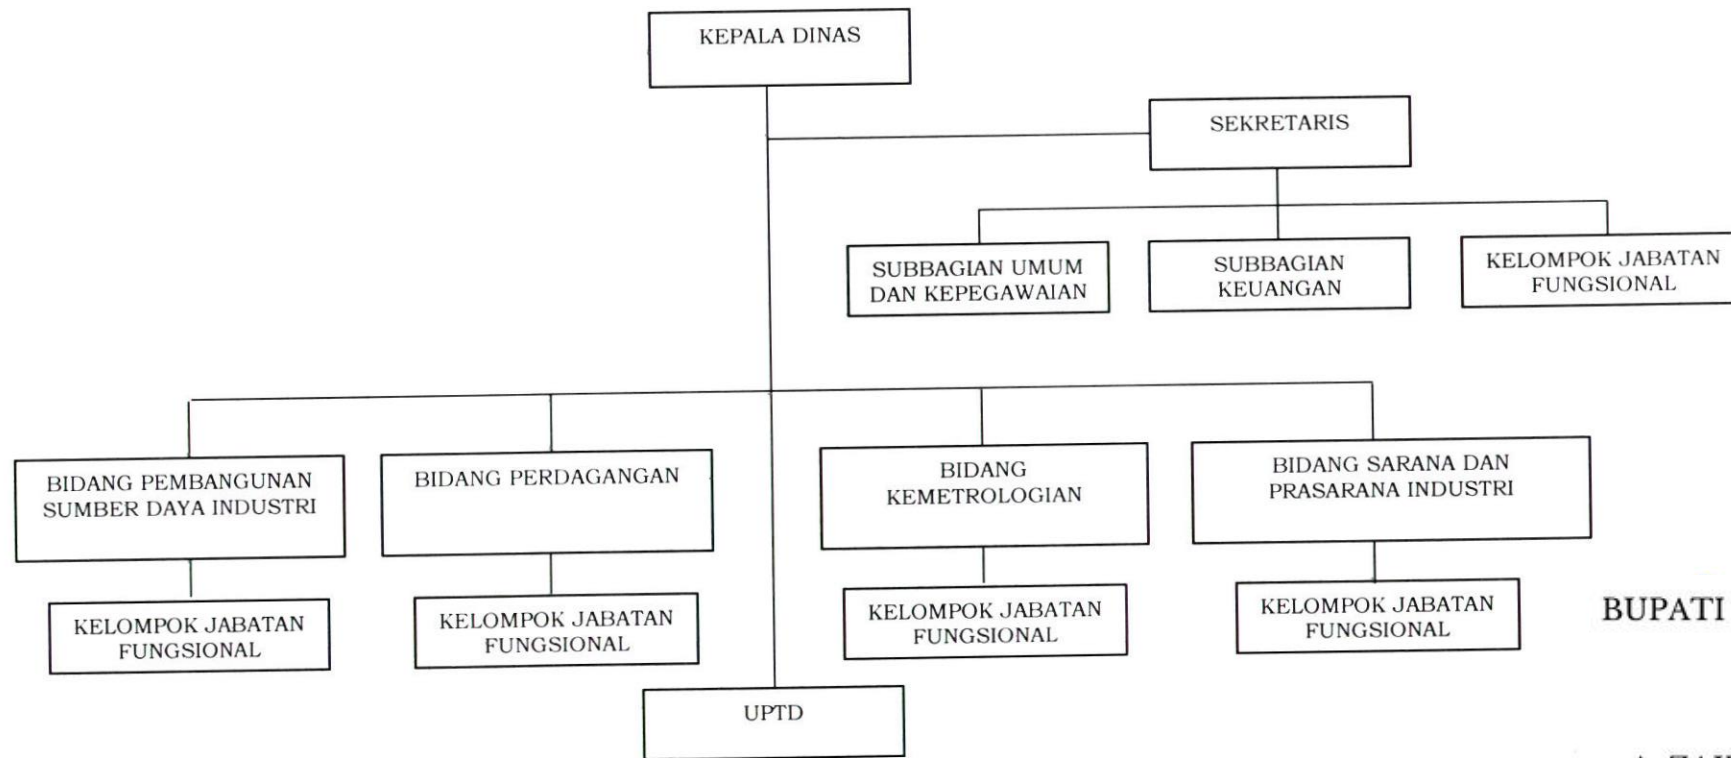 KEPALA DINAS
SEKRETARIS
SUBBAGIAN UMUM
DAN KEPEGAWAIAN
SUBBAGIAN
KEUANGAN
KELOMPOK JABATAN
FUNGSIONAL
BIDANG PEMBANGUNAN
SUMBER DAYA INDUSTRI
BIDANG PERDAGANGAN
BIDANG
KEMETROLOGIAN
BIDANG SARANA DAN
PRASARANA INDUSTRI
KELOMPOK JABATAN
FUNGSIONAL
KELOMPOK JABATAN
FUNGSIONAL
KELOMPOK JABATAN
FUNGSIONAL
KELOMPOK JABATAN
FUNGSIONAL
BUPATI
UPTD